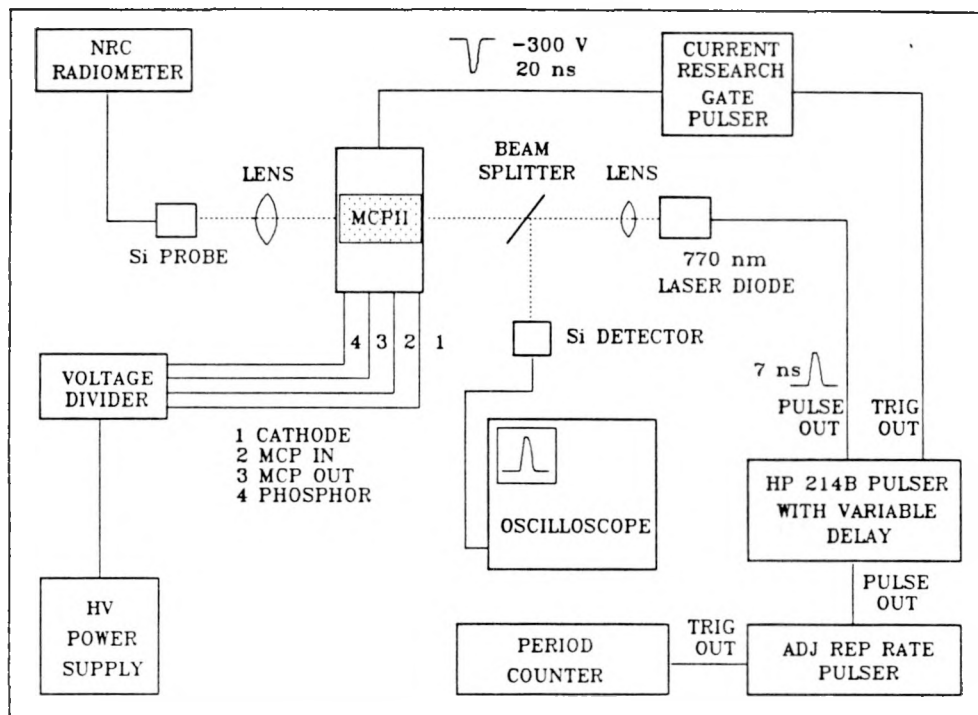 NRC
RADIOMETER
-300 V
20 ns
CURRENT
RESEARCH
GATE
PULSER
BEAM
SPLITTER
LENS
LENS
MCPII
Si PROBE
770 nm
LASER DIODE
4 3 2 1
Si DETECTOR
VOLTAGE
DIVIDER
7 ns
PULSE
OUT
TRIG
OUT
1 CATHODE
2 MCP IN
3 MCP OUT
4 PHOSPHOR
OSCILLOSCOPE
HP 214B PULSER
WITH VARIABLE
DELAY
PULSE
OUT
HV
POWER
SUPPLY
PERIOD
COUNTER
TRIG
OUT
ADJ REP RATE
PULSER